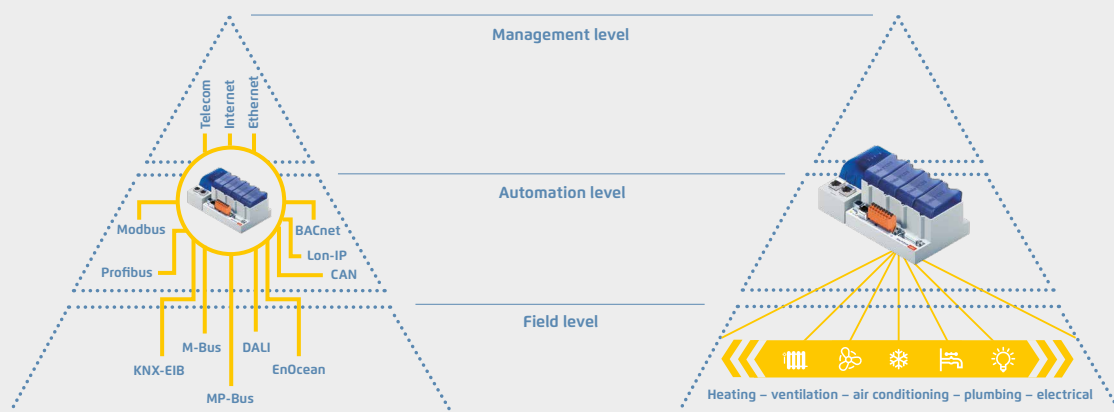 Management level
Telecom
Internet
Ethernet
Automation level
Modbus
BACnet
Lon-IP
Profibus
CAN
Field level
M-Bus
DALI
KNX-EIB
EnOcean
MP-Bus
Heating – ventilation – air conditioning – plumbing – electrical